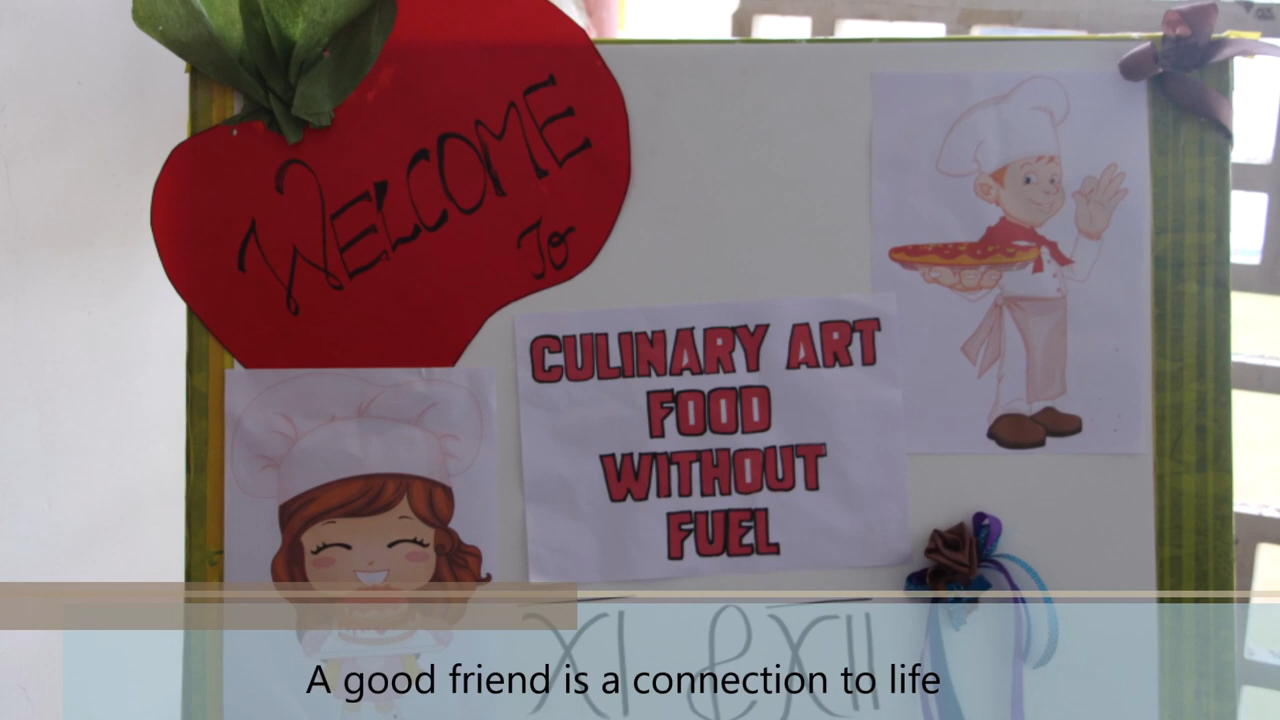 WELCOME
To
CULINARY ART
FOOD
WITHOUT
FUEL
XI & XII
A good friend is a connection to life